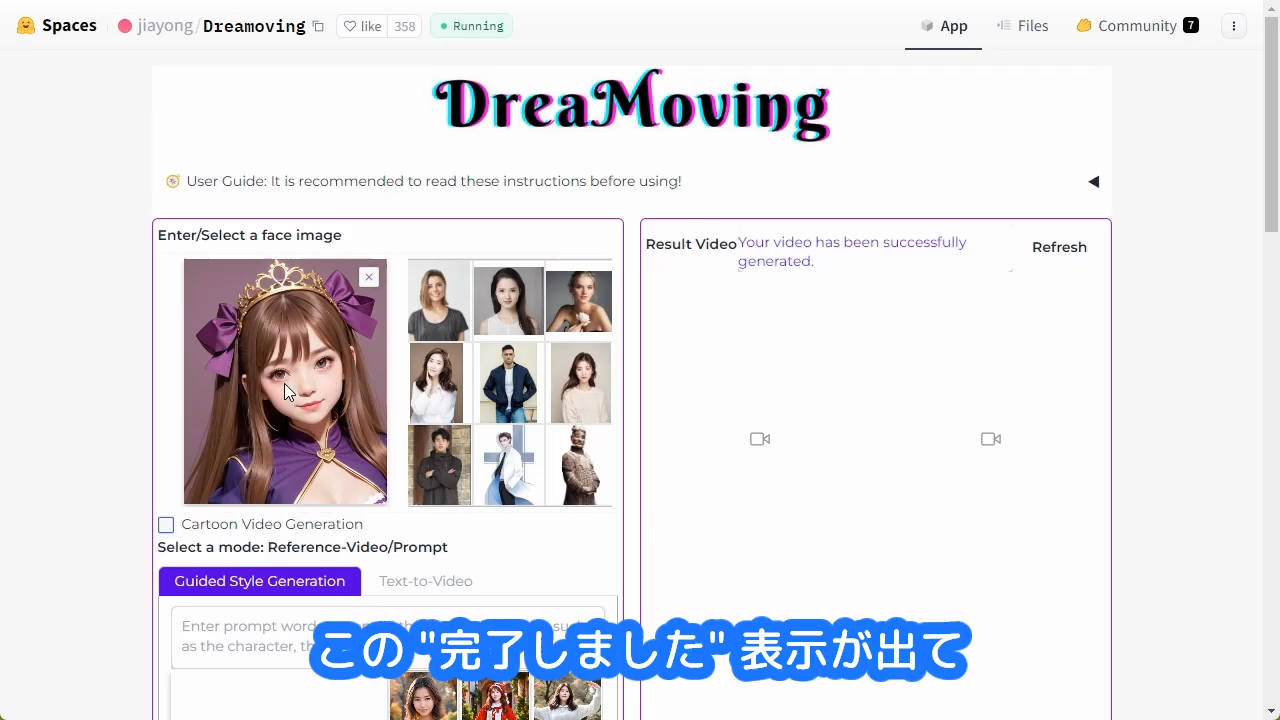 Spaces
jiayong/Dreamoving
like 358
Running
App
Files
Community 7
DreaMoving
User Guide: It is recommended to read these instructions before using!
Enter/Select a face image
Result Video
Your video has been successfully
generated.
Refresh
Cartoon Video Generation
Select a mode: Reference-Video/Prompt
Guided Style Generation
Text-to-Video
Enter prompt
as the character,
この"完了しました"表示が出て